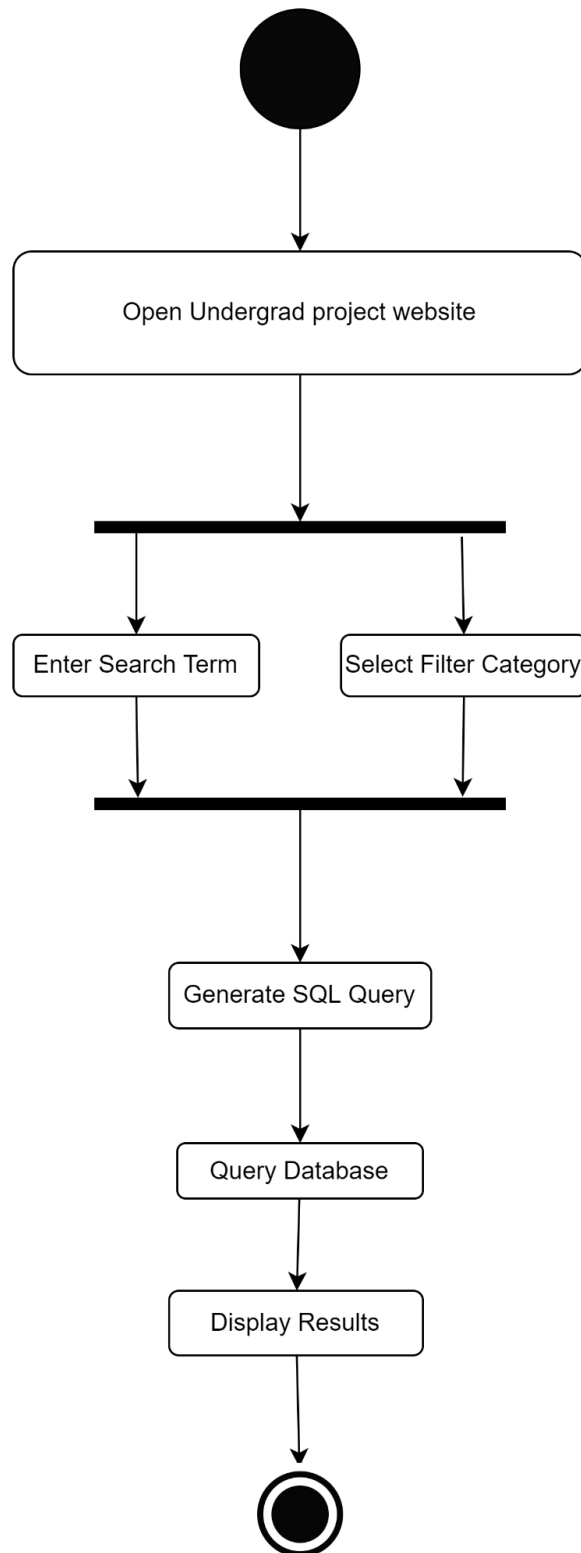 Open Undergrad project website
Enter Search Term
Select Filter Category
Generate SQL Query
Query Database
Display Results